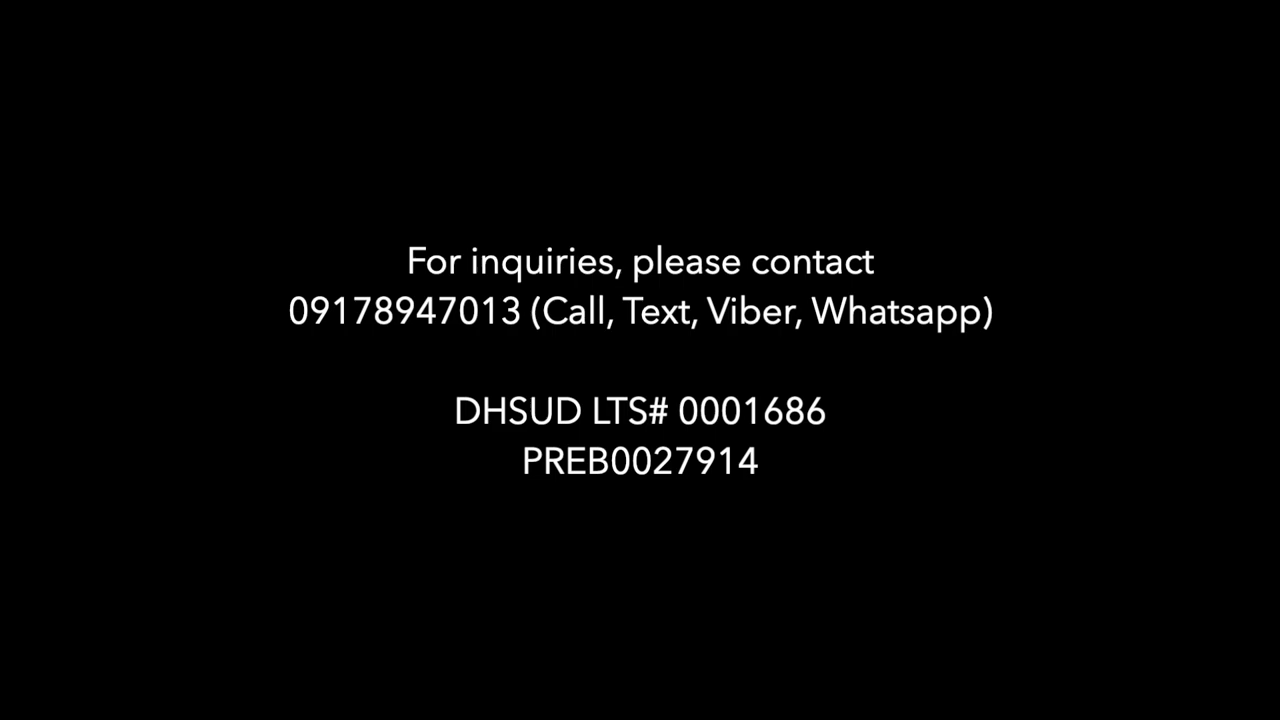 For inquiries, please contact
09178947013 (Call, Text, Viber, Whatsapp)
DHSUD LTS# 0001686
PREB0027914